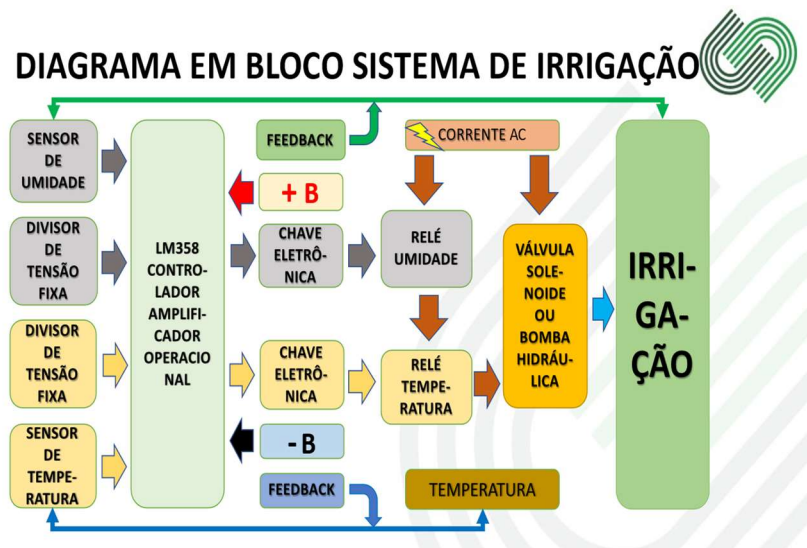 DIAGRAMA EM BLOCO SISTEMA DE IRRIGAÇÃO
SENSOR
DE
UMIDADE
DIVISOR
DE
TENSÃO
FIXA
DIVISOR
DE
TENSÃO
FIXA
SENSOR
DE
TEMPE-
RATURA
LM358
CONTRO-
LADOR
AMPLIFI-
CADOR
OPERACIO
NAL
FEEDBACK
+ B
CHAVE
ELETRÔ-
NICA
CHAVE
ELETRÔ-
NICA
- B
FEEDBACK
CORRENTE AC
RELÉ
UMIDADE
RELÉ
TEMPE-
RATURA
TEMPERATURA
VÁLVULA
SOLE-
NOIDE
OU
BOMBA
HIDRÁU-
LICA
IRRI-
GA-
ÇÃO